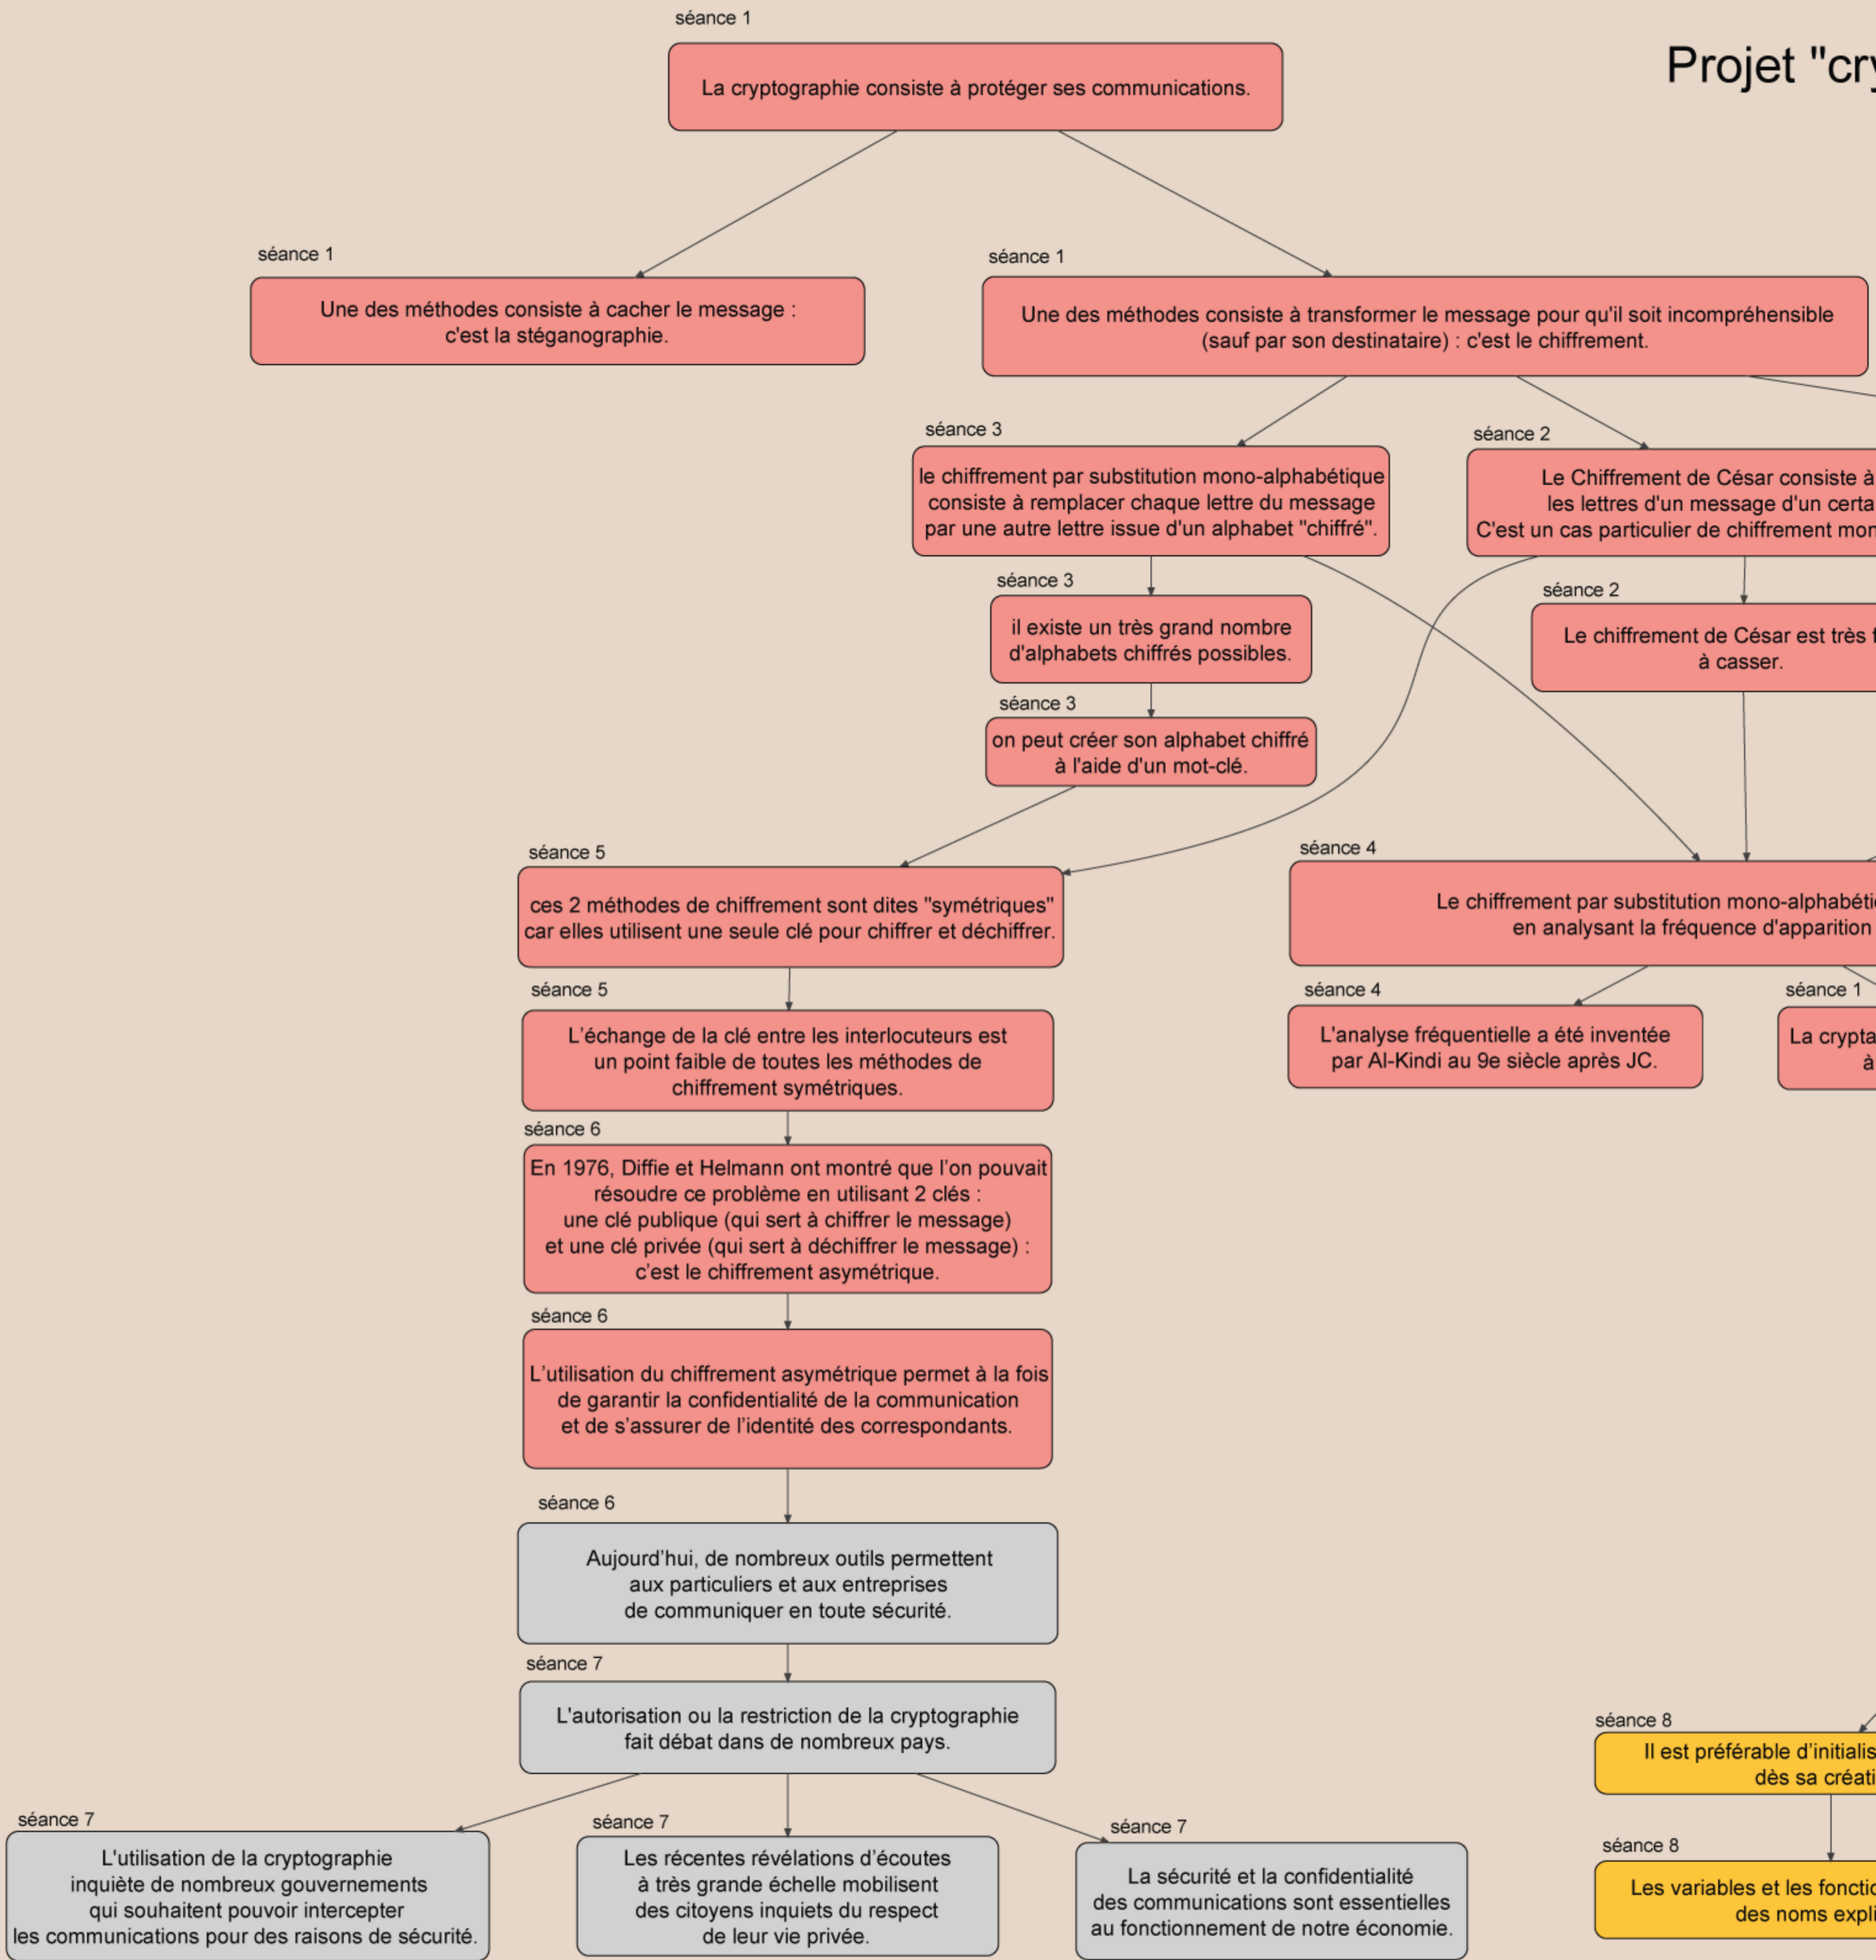 séance 1
La cryptographie consiste à protéger ses communications.
Projet "cry
séance 1
Une des méthodes consiste à cacher le message :
c'est la stéganographie.
séance 1
Une des méthodes consiste à transformer le message pour qu'il soit incompréhensible
(sauf par son destinataire) : c'est le chiffrement.
séance 3
le chiffrement par substitution mono-alphabétique
consiste à remplacer chaque lettre du message
par une autre lettre issue d'un alphabet "chiffré".
séance 2
Le Chiffrement de César consiste à
les lettres d'un message d'un certa
C'est un cas particulier de chiffrement mon
séance 3
il existe un très grand nombre
d'alphabets chiffrés possibles.
séance 2
Le chiffrement de César est très f
à casser.
séance 3
on peut créer son alphabet chiffré
à l'aide d'un mot-clé.
séance 5
ces 2 méthodes de chiffrement sont dites "symétriques"
car elles utilisent une seule clé pour chiffrer et déchiffrer.
séance 4
Le chiffrement par substitution mono-alphabéti
en analysant la fréquence d'apparition
séance 5
L'échange de la clé entre les interlocuteurs est
un point faible de toutes les méthodes de
chiffrement symétriques.
séance 4
L'analyse fréquentielle a été inventée
par Al-Kindi au 9e siècle après JC.
séance 1
La crypta
à
séance 6
En 1976, Diffie et Helmann ont montré que l'on pouvait
résoudre ce problème en utilisant 2 clés :
une clé publique (qui sert à chiffrer le message)
et une clé privée (qui sert à déchiffrer le message) :
c'est le chiffrement asymétrique.
séance 6
L'utilisation du chiffrement asymétrique permet à la fois
de garantir la confidentialité de la communication
et de s'assurer de l'identité des correspondants.
séance 6
Aujourd'hui, de nombreux outils permettent
aux particuliers et aux entreprises
de communiquer en toute sécurité.
séance 7
L'autorisation ou la restriction de la cryptographie
fait débat dans de nombreux pays.
séance 8
Il est préférable d'initialis
dès sa créati
séance 7
L'utilisation de la cryptographie
inquiète de nombreux gouvernements
qui souhaitent pouvoir intercepter
les communications pour des raisons de sécurité.
séance 7
Les récentes révélations d'écoutes
à très grande échelle mobilisent
des citoyens inquiets du respect
de leur vie privée.
séance 7
La sécurité et la confidentialité
des communications sont essentielles
au fonctionnement de notre économie.
séance 8
Les variables et les fonctio
des noms expli